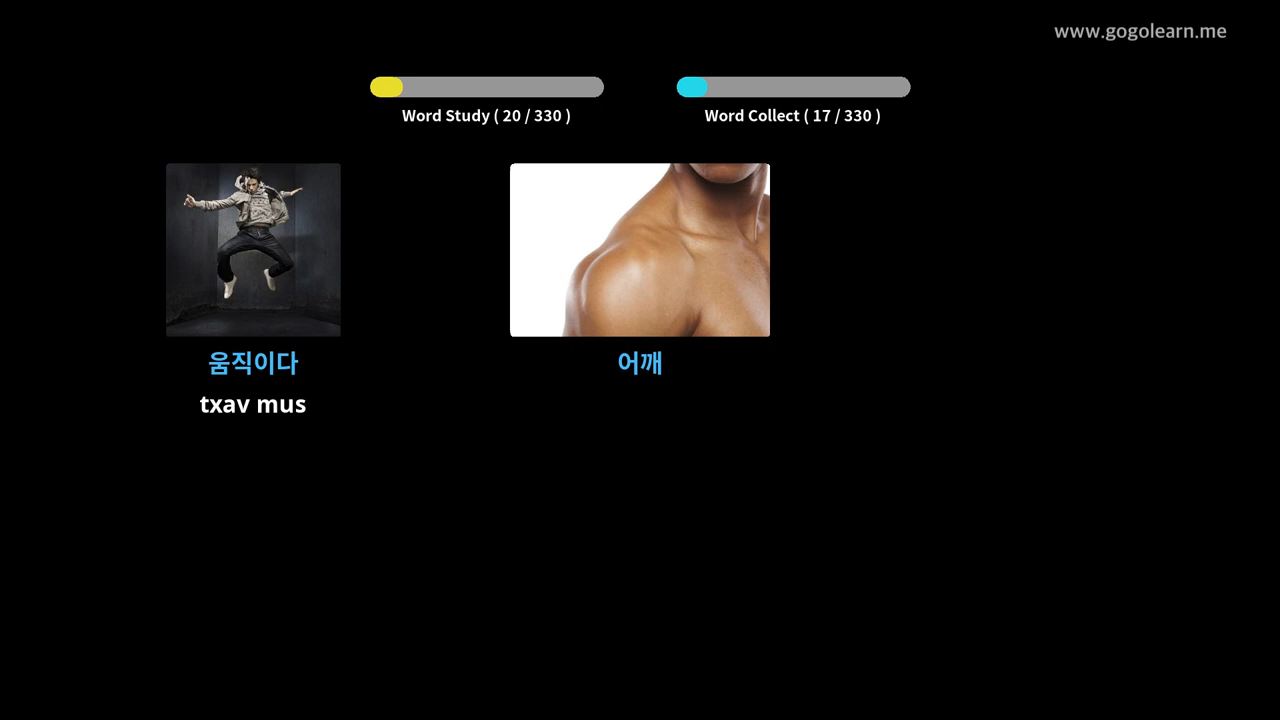 www.gogolearn.me
Word Study ( 20 / 330 )
Word Collect ( 17 / 330 )
움직이다
어깨
txav mus